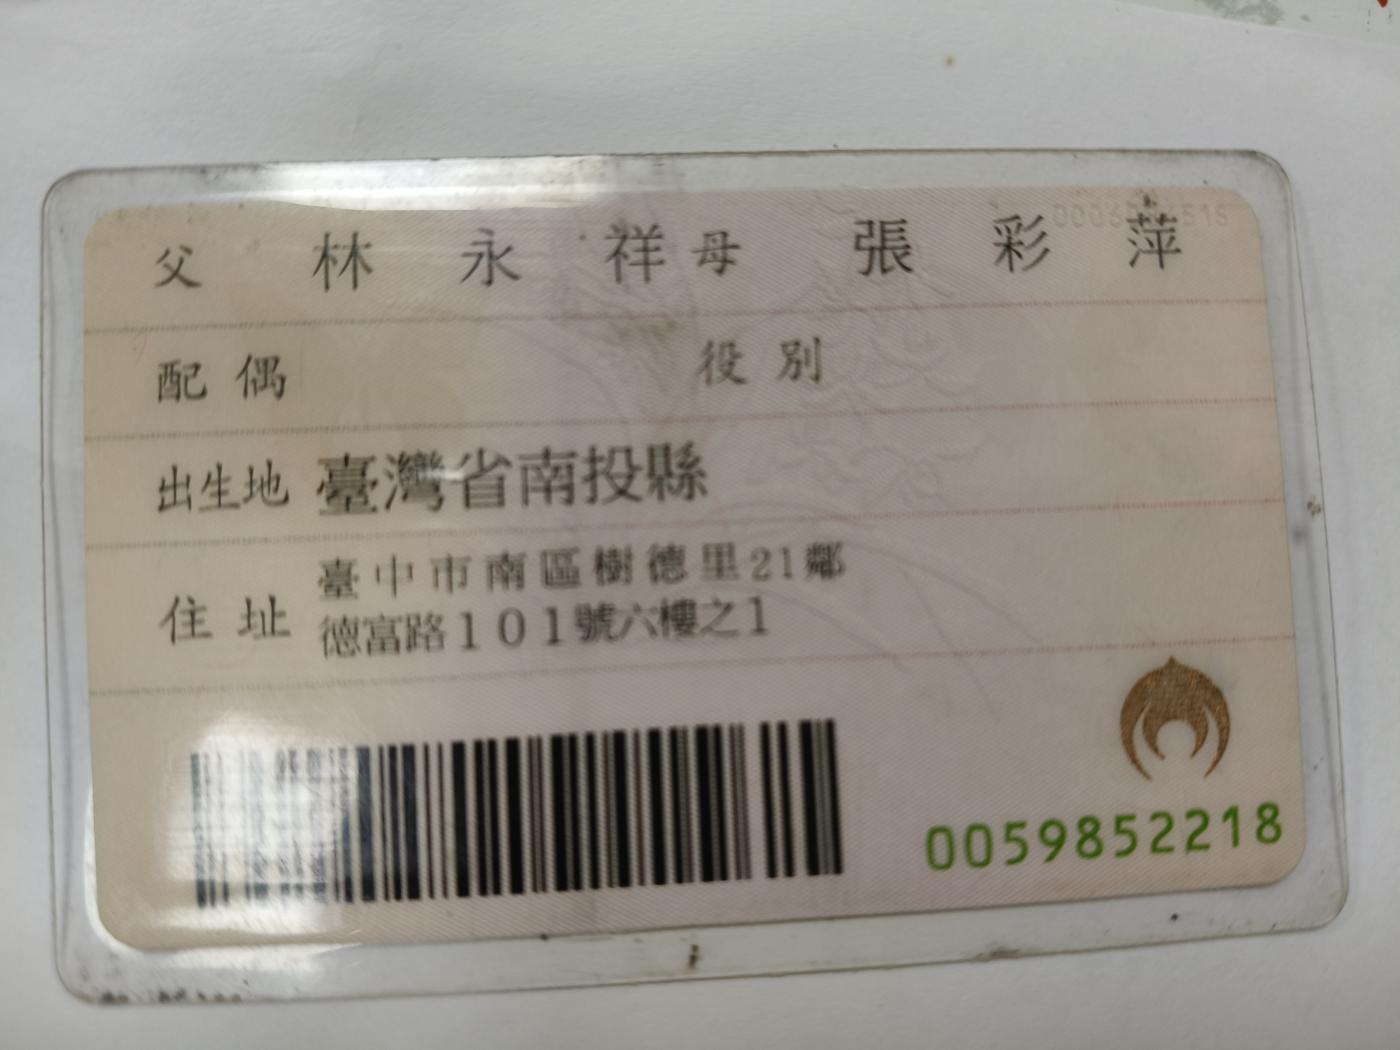 父 林永祥 母 張彩萍
配偶 役別
出生地 臺灣省南投縣
住址 臺中市南區樹德里21鄰
德富路101號六樓之1
0059852218